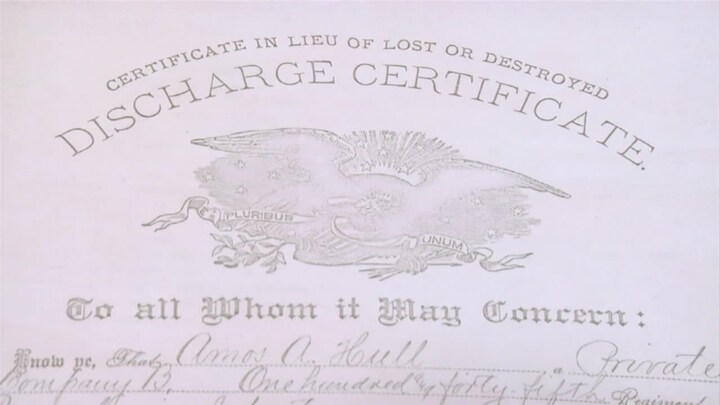 CERTIFICATE IN LIEU OF LOST OR DESTROYED
DISCHARGE CERTIFICATE.
PLURIBUS UNUM
To all Whom it May Concern:
Know ye, That Amos A. Hull a Private
Company B. One hundred & forty fifth Regiment